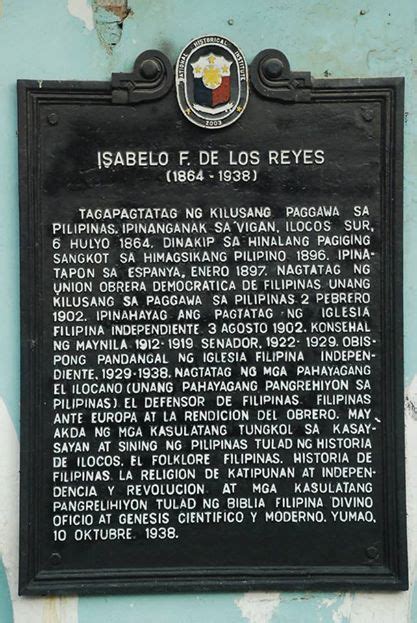 NATIONAL HISTORICAL INSTITUTE
2003
ISABELO F. DE LOS REYES
(1864 - 1938)
TAGAPAGTATAG NG KILUSANG PAGGAWA SA
PILIPINAS. IPINANGANAK SA VIGAN, ILOCOS SUR,
6 HULYO 1864. DINAKIP SA HINALANG PAGIGING
SANGKOT SA HIMAGSIKANG PILIPINO 1896. IPINA-
TAPON SA ESPANYA, ENERO 1897. NAGTATAG NG
UNION OBRERA DEMOCRATICA DE FILIPINAS UNANG
KILUSANG SA PAGGAWA SA PILIPINAS. 2 PEBRERO
1902. IPINAHAYAG ANG PAGTATAG NG IGLESIA
FILIPINA INDEPENDIENTE 3 AGOSTO 1902. KONSEHAL
NG MAYNILA 1912-1919 SENADOR, 1922-1929. OBIS-
PONG PANDANGAL NG IGLESIA FILIPINA INDEPEN-
DIENTE, 1929-1938. NAGTATAG NG MGA PAHAYAGANG
EL ILOCANO (UNANG PAHAYAGANG PANGREHIYON SA
PILIPINAS) EL DEFENSOR DE FILIPINAS. FILIPINAS
ANTE EUROPA AT LA RENDICION DEL OBRERO. MAY
AKDA NG MGA KASULATANG TUNGKOL SA KASAY-
SAYAN AT SINING NG PILIPINAS TULAD NG HISTORIA
DE ILOCOS, EL FOLKLORE FILIPINAS, HISTORIA DE
FILIPINAS, LA RELIGION DE KATIPUNAN AT INDEPEN-
DENCIA Y REVOLUCION. AT MGA KASULATANG
PANGRELIHIYON TULAD NG BIBLIA FILIPINA DIVINO
OFICIO AT GENESIS CIENTIFICO Y MODERNO. YUMAO,
10 OKTUBRE 1938.